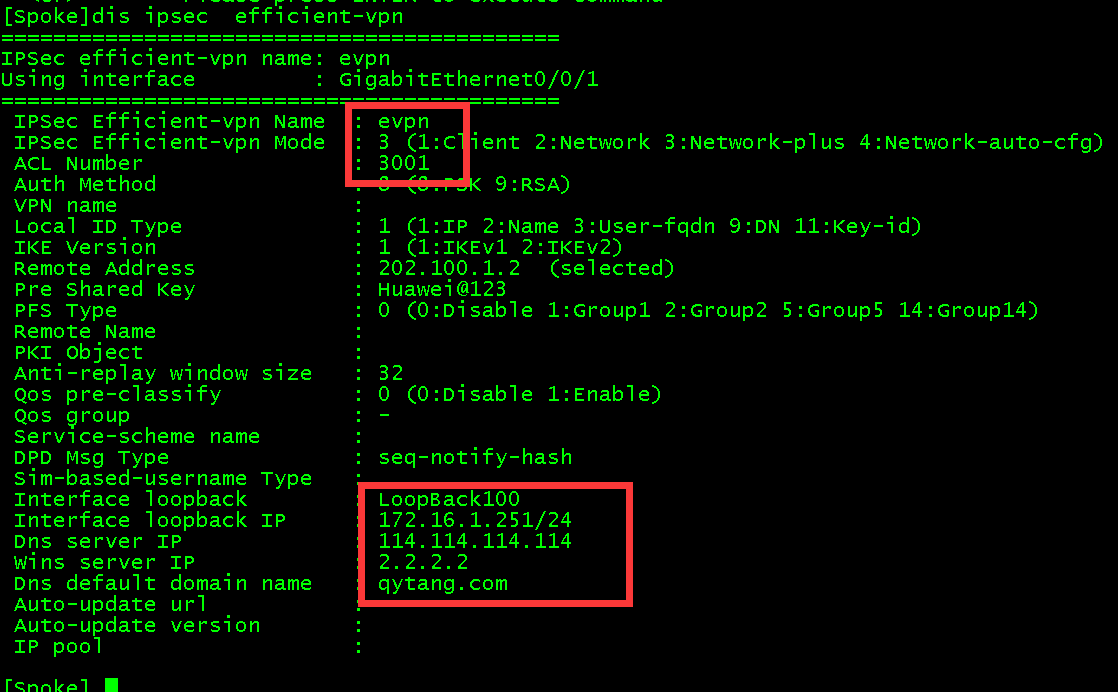 [Spoke]dis ipsec  efficient-vpn
===========================================
IPSec efficient-vpn name: evpn
Using interface         : GigabitEthernet0/0/1
===========================================
IPSec Efficient-vpn Name  : evpn
IPSec Efficient-vpn Mode  : 3 (1:Client 2:Network 3:Network-plus 4:Network-auto-cfg)
ACL Number                : 3001
Auth Method               : 8 (8:PSK 9:RSA)
VPN name                  :
Local ID Type             : 1 (1:IP 2:Name 3:User-fqdn 9:DN 11:Key-id)
IKE Version               : 1 (1:IKEv1 2:IKEv2)
Remote Address            : 202.100.1.2  (selected)
Pre Shared Key            : Huawei@123
PFS Type                  : 0 (0:Disable 1:Group1 2:Group2 5:Group5 14:Group14)
Remote Name               :
PKI Object                :
Anti-replay window size   : 32
Qos pre-classify          : 0 (0:Disable 1:Enable)
Qos group                 : -
Service-scheme name       :
DPD Msg Type              : seq-notify-hash
Sim-based-username Type   :
Interface loopback        : LoopBack100
Interface loopback IP     : 172.16.1.251/24
Dns server IP             : 114.114.114.114
Wins server IP            : 2.2.2.2
Dns default domain name   : qytang.com
Auto-update url           :
Auto-update version       :
IP pool                   :
[Spoke]